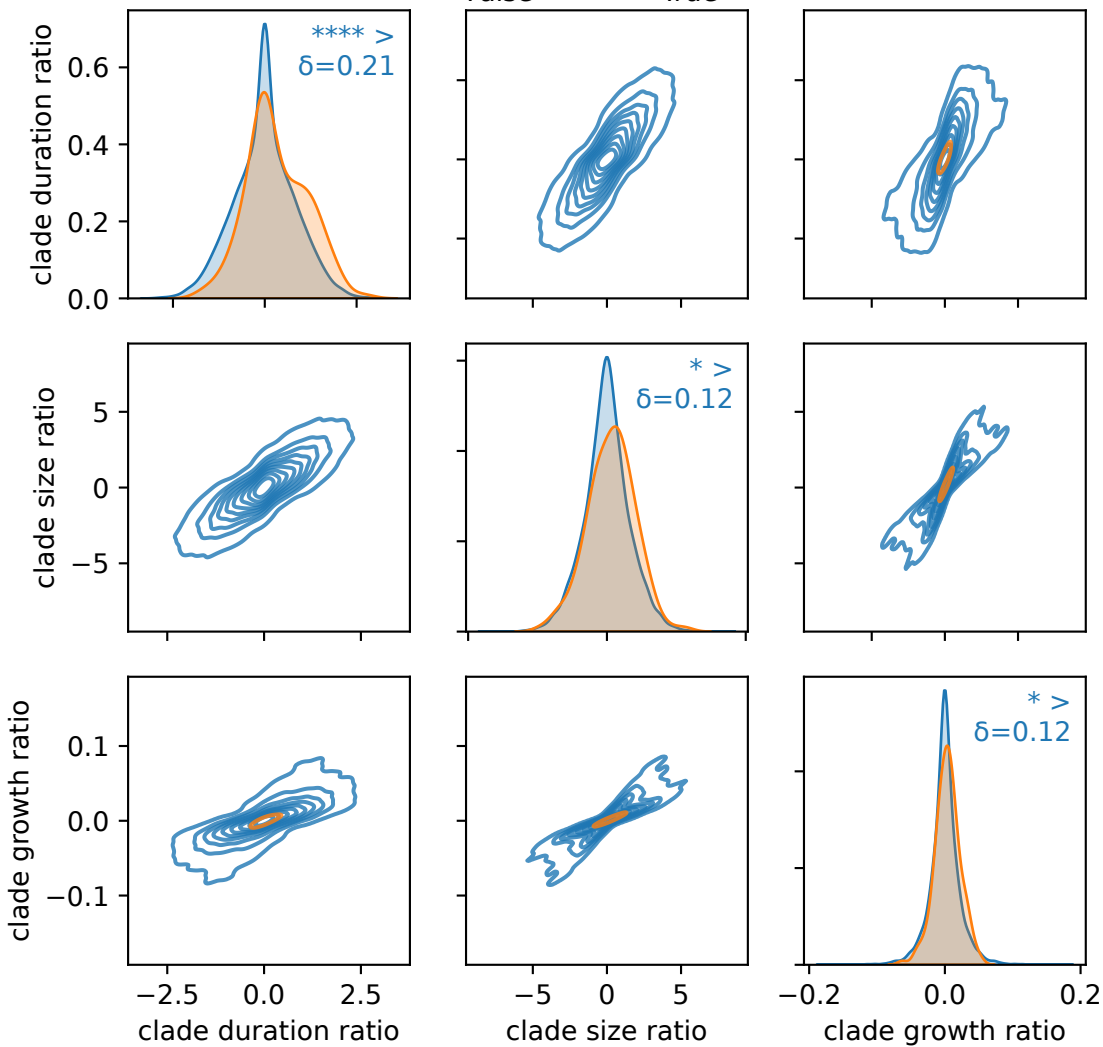 False True
clade duration ratio
0.6
0.4
0.2
0.0
**** >
δ=0.21
clade size ratio
5
0
−5
* >
δ=0.12
clade growth ratio
0.1
0.0
−0.1
* >
δ=0.12
−2.5 0.0 2.5
−5 0 5
−0.2 0.0 0.2
clade duration ratio
clade size ratio
clade growth ratio